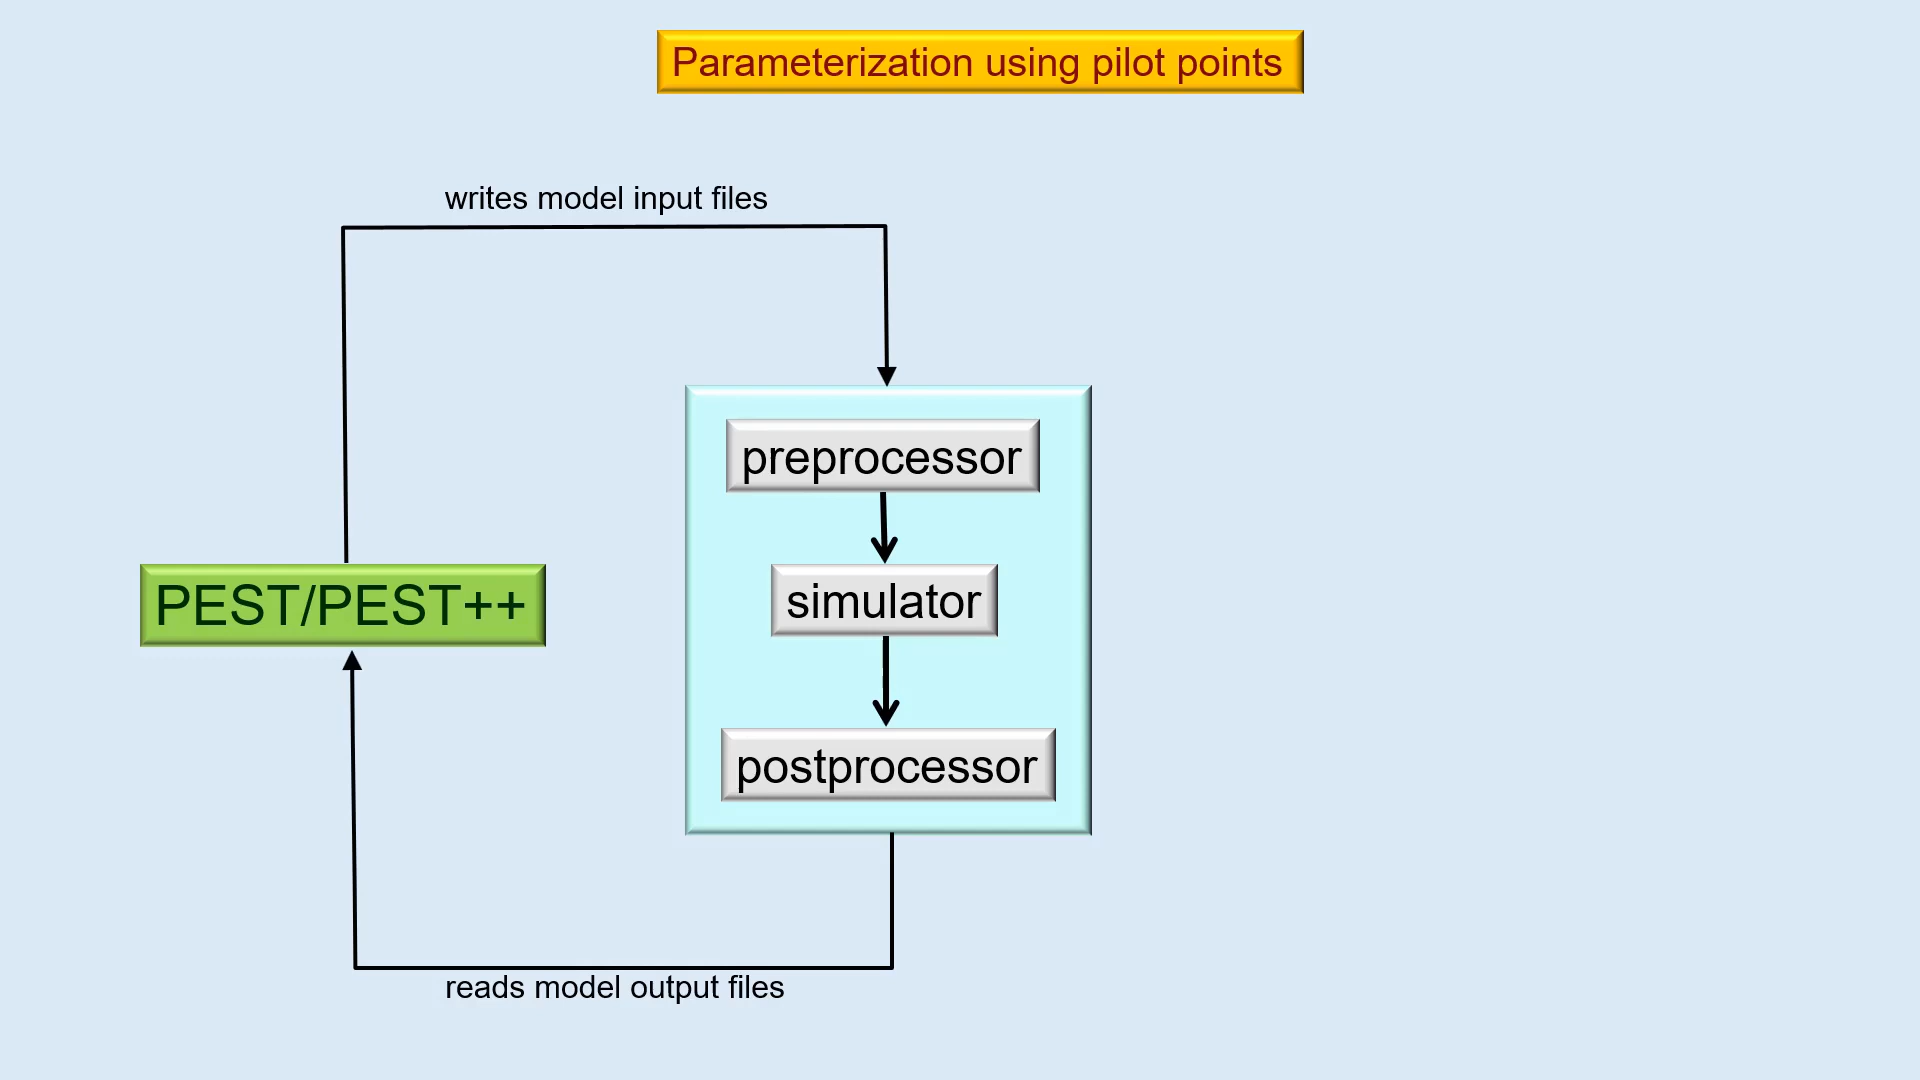 Parameterization using pilot points
writes model input files
preprocessor
PEST/PEST++
simulator
postprocessor
reads model output files